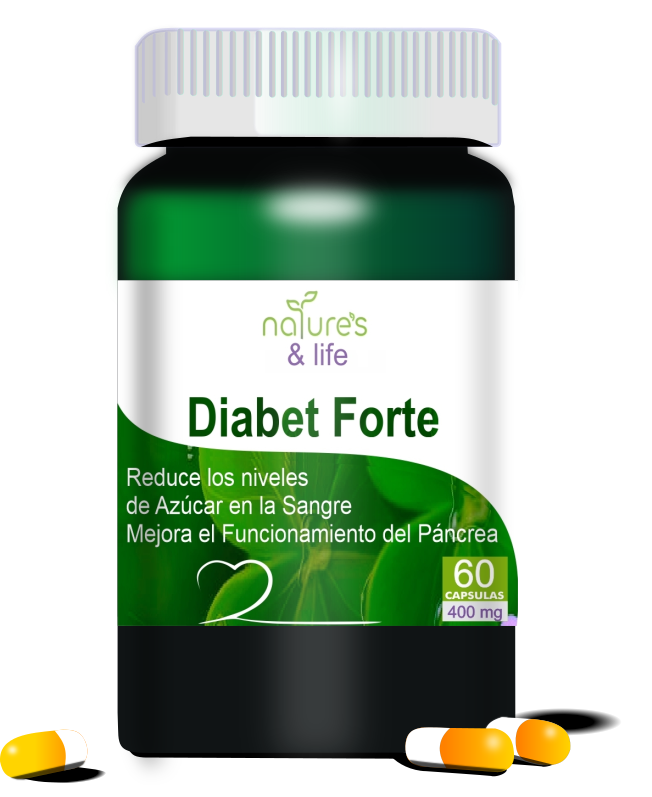 nature's
& life
Diabet Forte
Reduce los niveles
de Azúcar en la Sangre
Mejora el Funcionamiento del Páncrea
60
CAPSULAS
400 mg